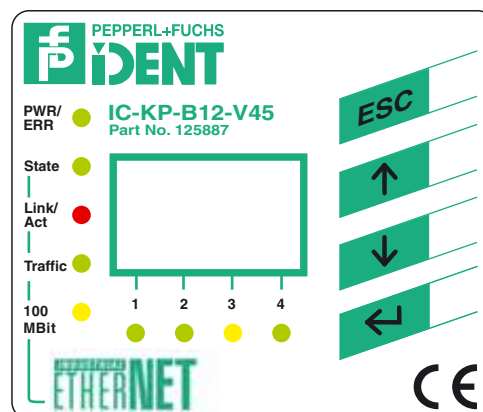 PEPPERL+FUCHS
iDENT
PWR/
ERR
IC-KP-B12-V45
Part No. 125887
ESC
State
Link/
Act
Traffic
100
MBit
1 2 3 4
INDUSTRIAL
ETHERNET
CE